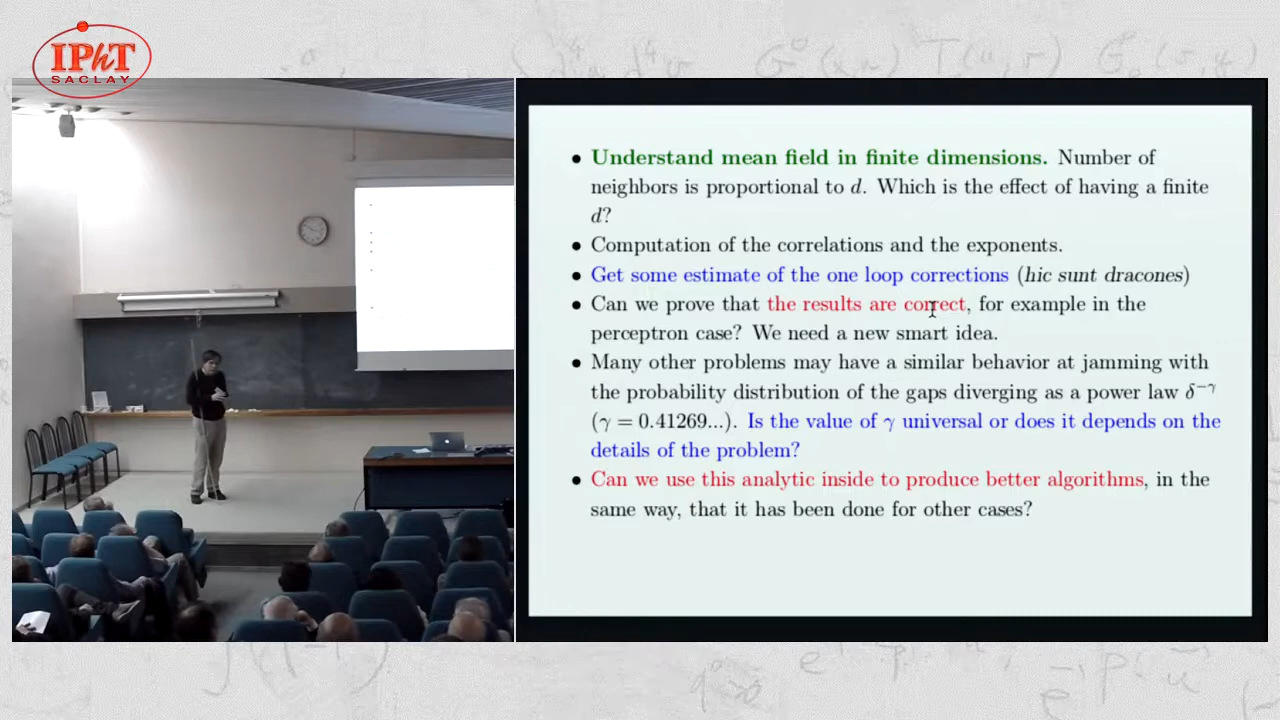 IPhT
SACLAY
• Understand mean field in finite dimensions. Number of
neighbors is proportional to d. Which is the effect of having a finite
d?
• Computation of the correlations and the exponents.
• Get some estimate of the one loop corrections (hic sunt dracones)
• Can we prove that the results are correct, for example in the
perceptron case? We need a new smart idea.
• Many other problems may have a similar behavior at jamming with
the probability distribution of the gaps diverging as a power law δ^−γ
(γ = 0.41269...). Is the value of γ universal or does it depends on the
details of the problem?
• Can we use this analytic inside to produce better algorithms, in the
same way, that it has been done for other cases?